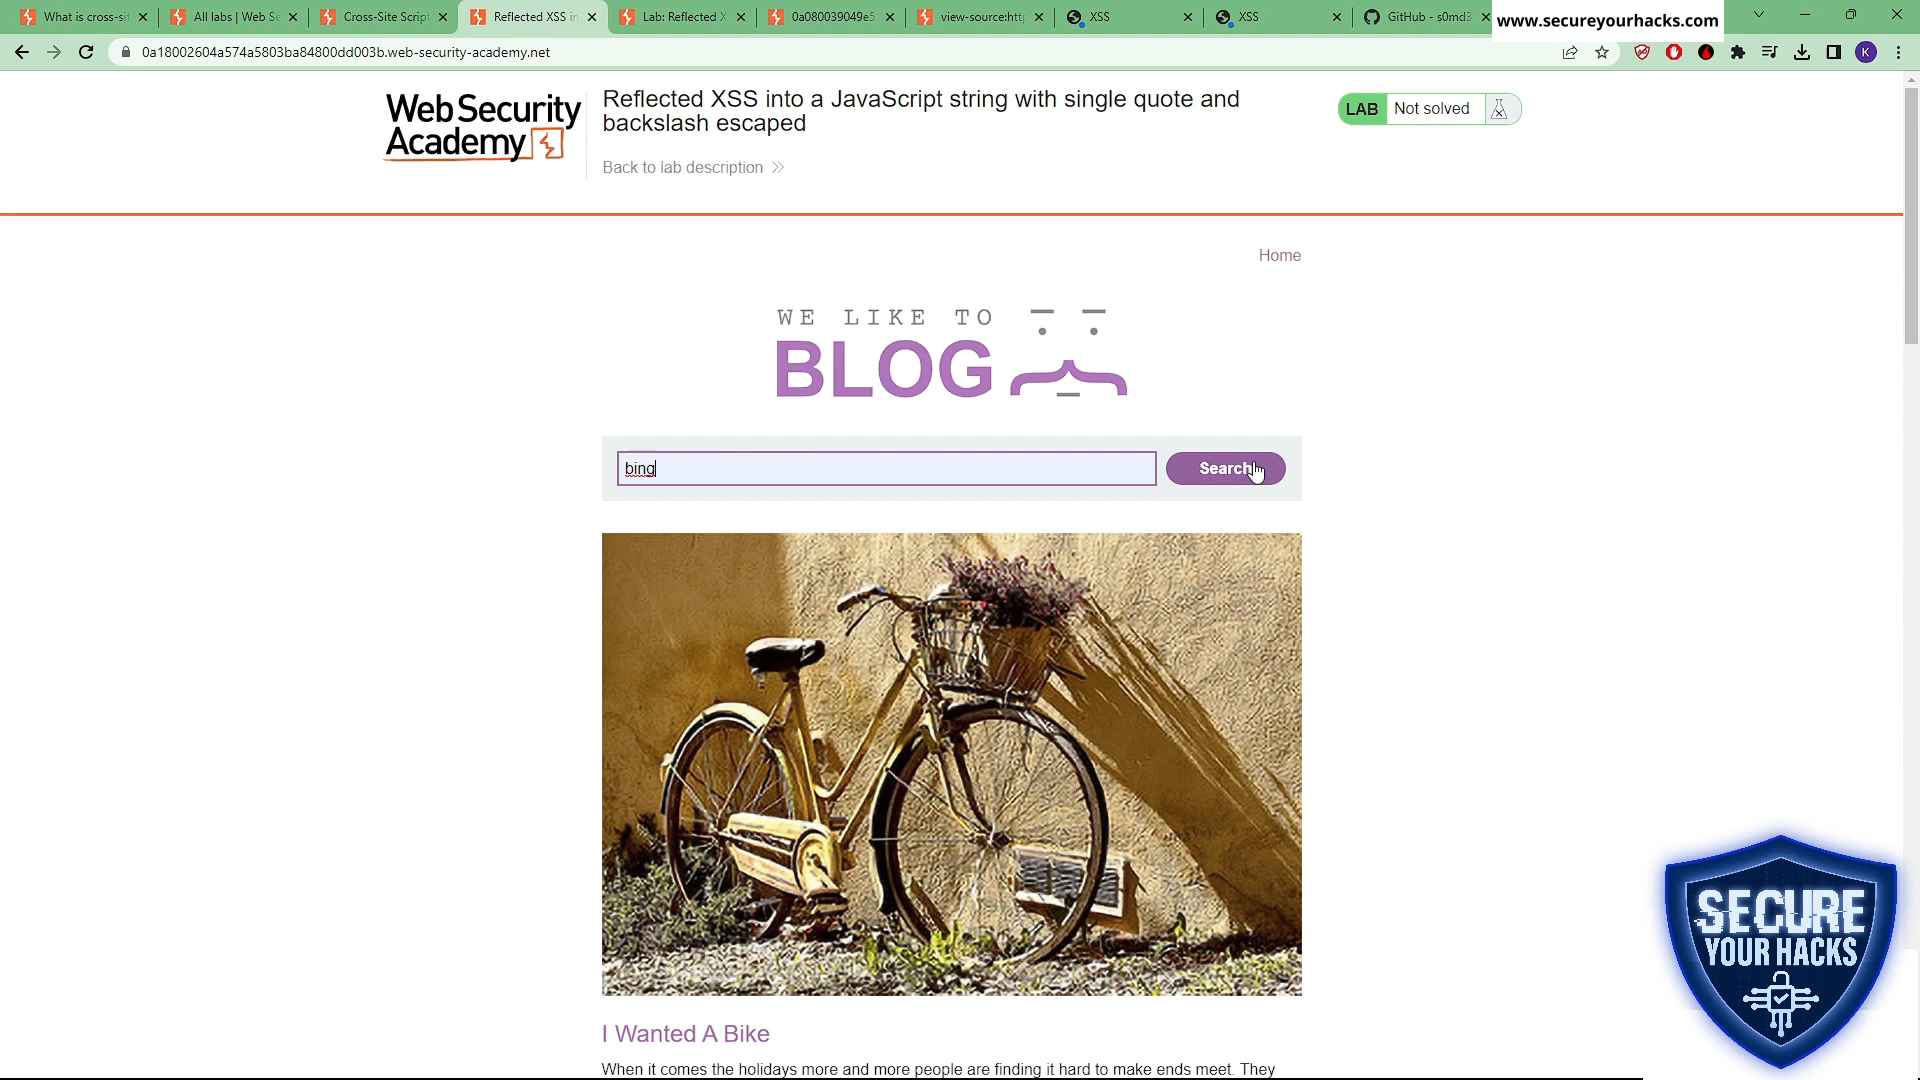 What is cross-sit
All labs | Web Se
Cross-Site Script
Reflected XSS in
Lab: Reflected X
0a080039049e5
view-source:http
XSS
XSS
GitHub - s0md3
www.secureyourhacks.com
0a18002604a574a5803ba84800dd003b.web-security-academy.net
K
Web Security
Academy
Reflected XSS into a JavaScript string with single quote and
backslash escaped
LAB Not solved
Back to lab description
Home
WE LIKE TO
BLOG
bing
Search
I Wanted A Bike
When it comes the holidays more and more people are finding it hard to make ends meet. They
SECURE
YOUR HACKS